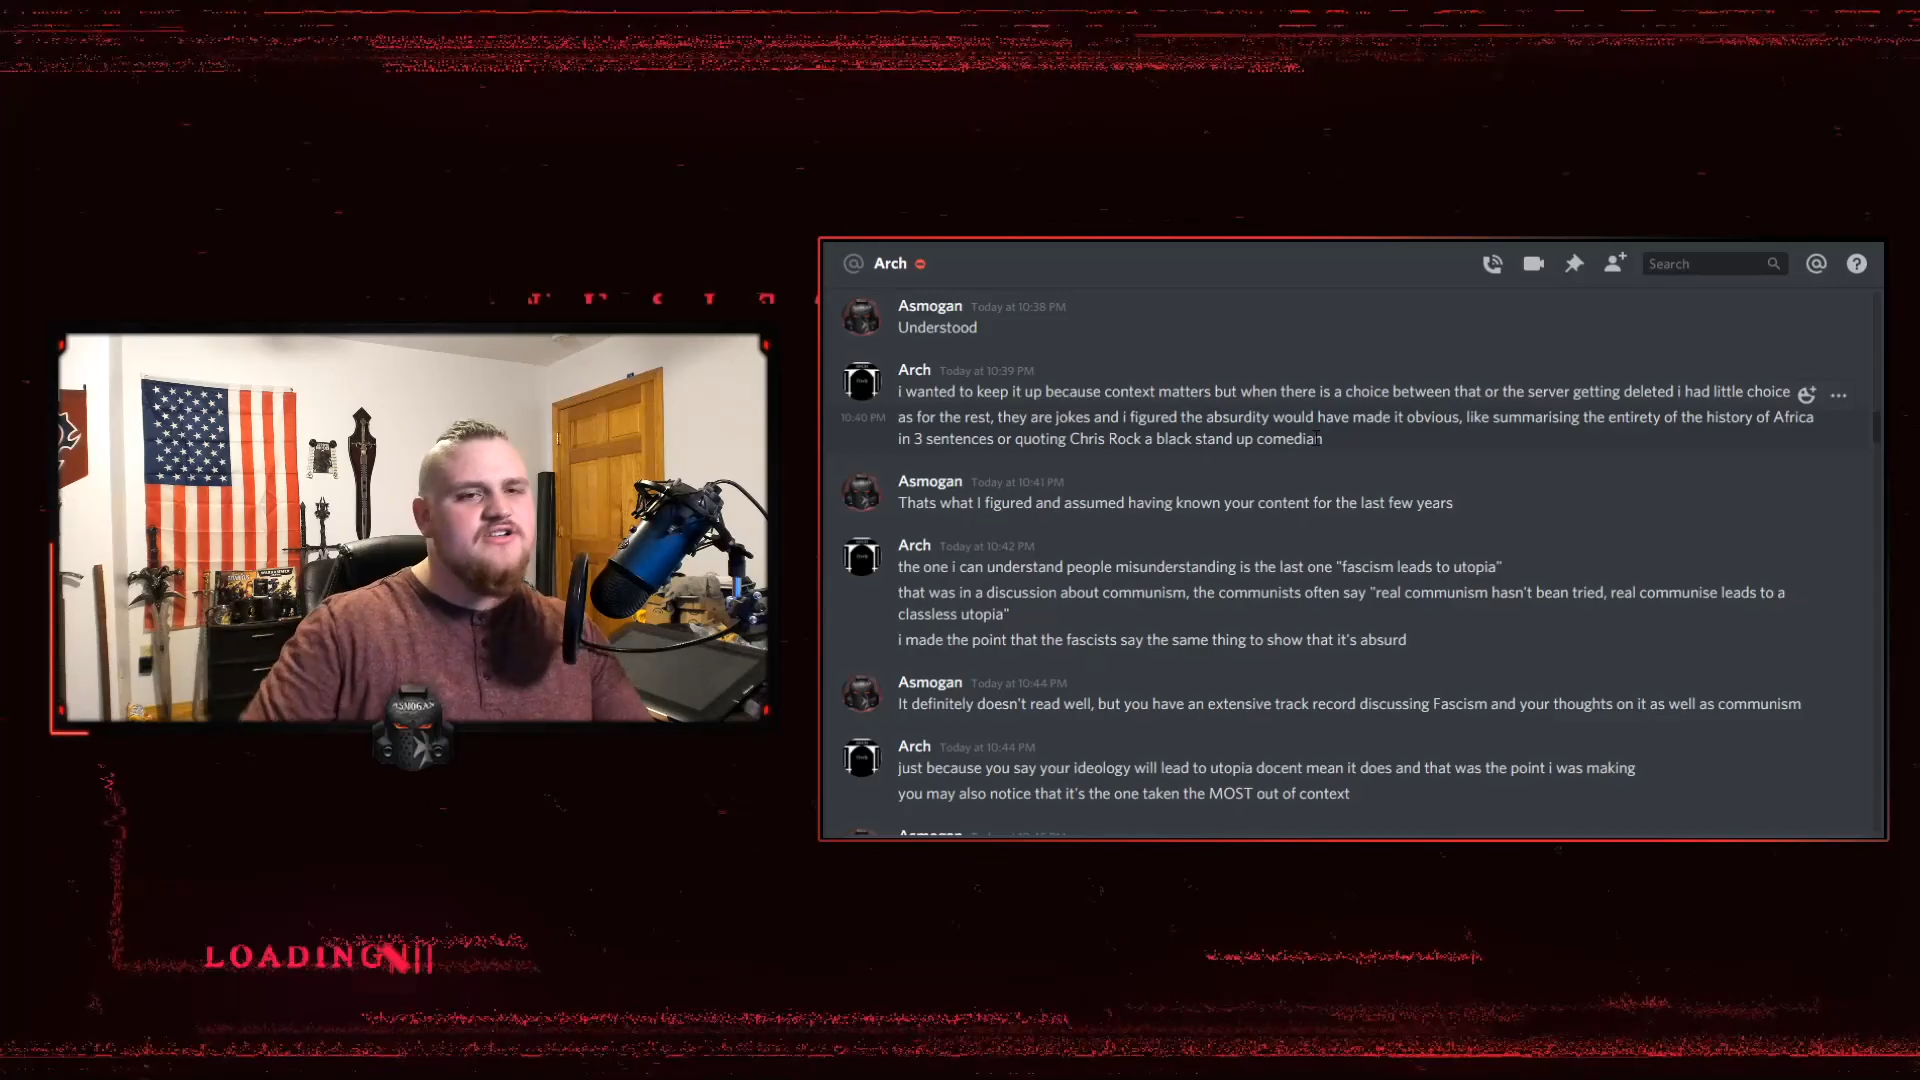 Arch
Search
Asmogan Today at 10:38 PM
Understood
Arch Today at 10:39 PM
i wanted to keep it up because context matters but when there is a choice between that or the server getting deleted i had little choice
10:40 PM as for the rest, they are jokes and i figured the absurdity would have made it obvious, like summarising the entirety of the history of Africa
in 3 sentences or quoting Chris Rock a black stand up comedian
Asmogan Today at 10:41 PM
Thats what I figured and assumed having known your content for the last few years
Arch Today at 10:42 PM
the one i can understand people misunderstanding is the last one "fascism leads to utopia"
that was in a discussion about communism, the communists often say "real communism hasn't bean tried, real communise leads to a
classless utopia"
i made the point that the fascists say the same thing to show that it's absurd
Asmogan Today at 10:44 PM
It definitely doesn't read well, but you have an extensive track record discussing Fascism and your thoughts on it as well as communism
Arch Today at 10:44 PM
just because you say your ideology will lead to utopia docent mean it does and that was the point i was making
you may also notice that it's the one taken the MOST out of context
ASMOGAN
LOADING